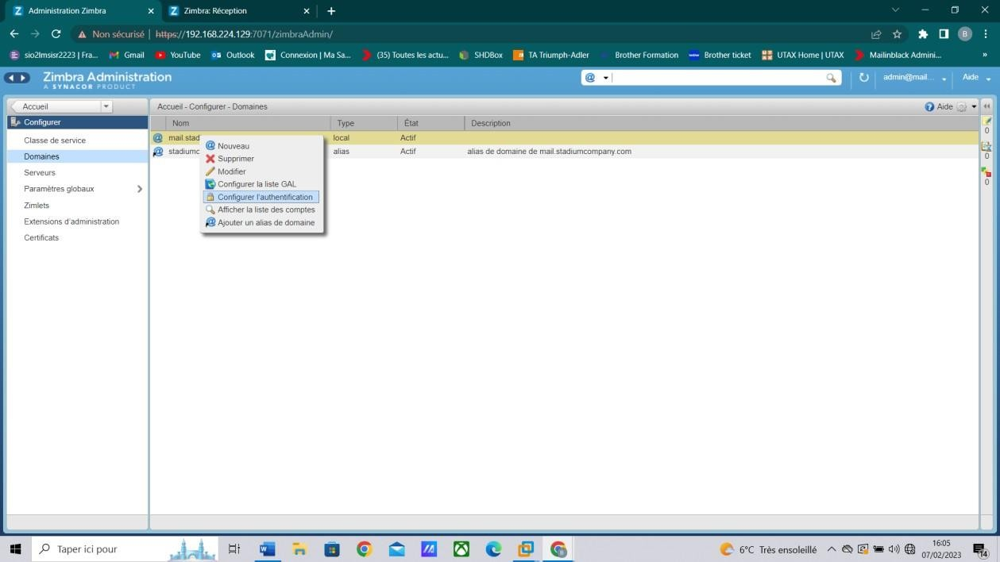 Administration Zimbra
Zimbra: Réception
Non sécurisé
https://192.168.224.129:7071/zimbraAdmin/
B
sio2lmsisr2223 | Fra...
Gmail
YouTube
Outlook
Connexion | Ma Sa...
(35) Toutes les actu...
SHDBox
TA Triumph-Adler
Brother Formation
Brother ticket
UTAX Home | UTAX
Mailinblack Admini...
»
Zimbra Administration
A SYNACOR PRODUCT
admin@mail...
Aide
Accueil
Accueil - Configurer - Domaines
Aide
Configurer
Classe de service
Domaines
Serveurs
Paramètres globaux
Zimlets
Extensions d'administration
Certificats
Nom Type État Description
mail.stad local Actif
stadiumc alias Actif alias de domaine de mail.stadiumcompany.com
Nouveau
Supprimer
Modifier
Configurer la liste GAL
Configurer l'authentification
Afficher la liste des comptes
Ajouter un alias de domaine
0
0
0
Taper ici pour
6°C Très ensoleillé
16:05
07/02/2023
14